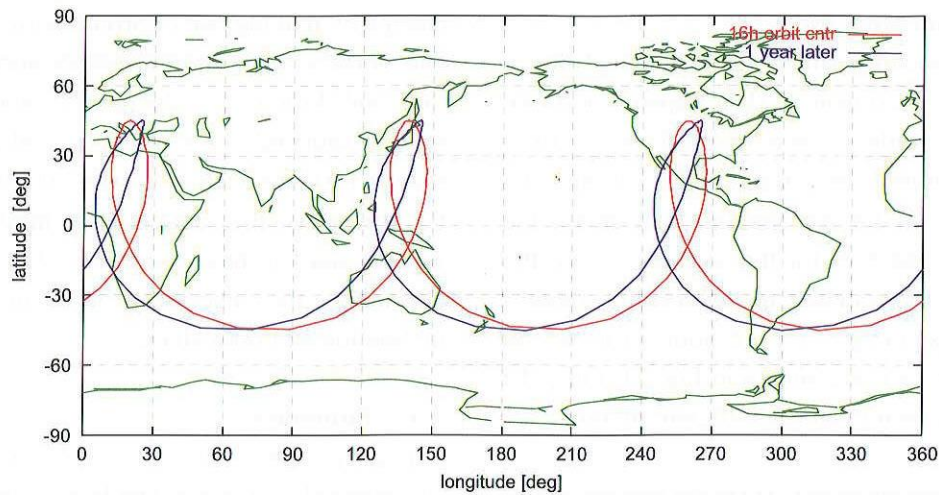 90
60
30
0
-30
-60
-90
latitude [deg]
16h orbit cntr
1 year later
0 30 60 90 120 150 180 210 240 270 300 330 360
longitude [deg]